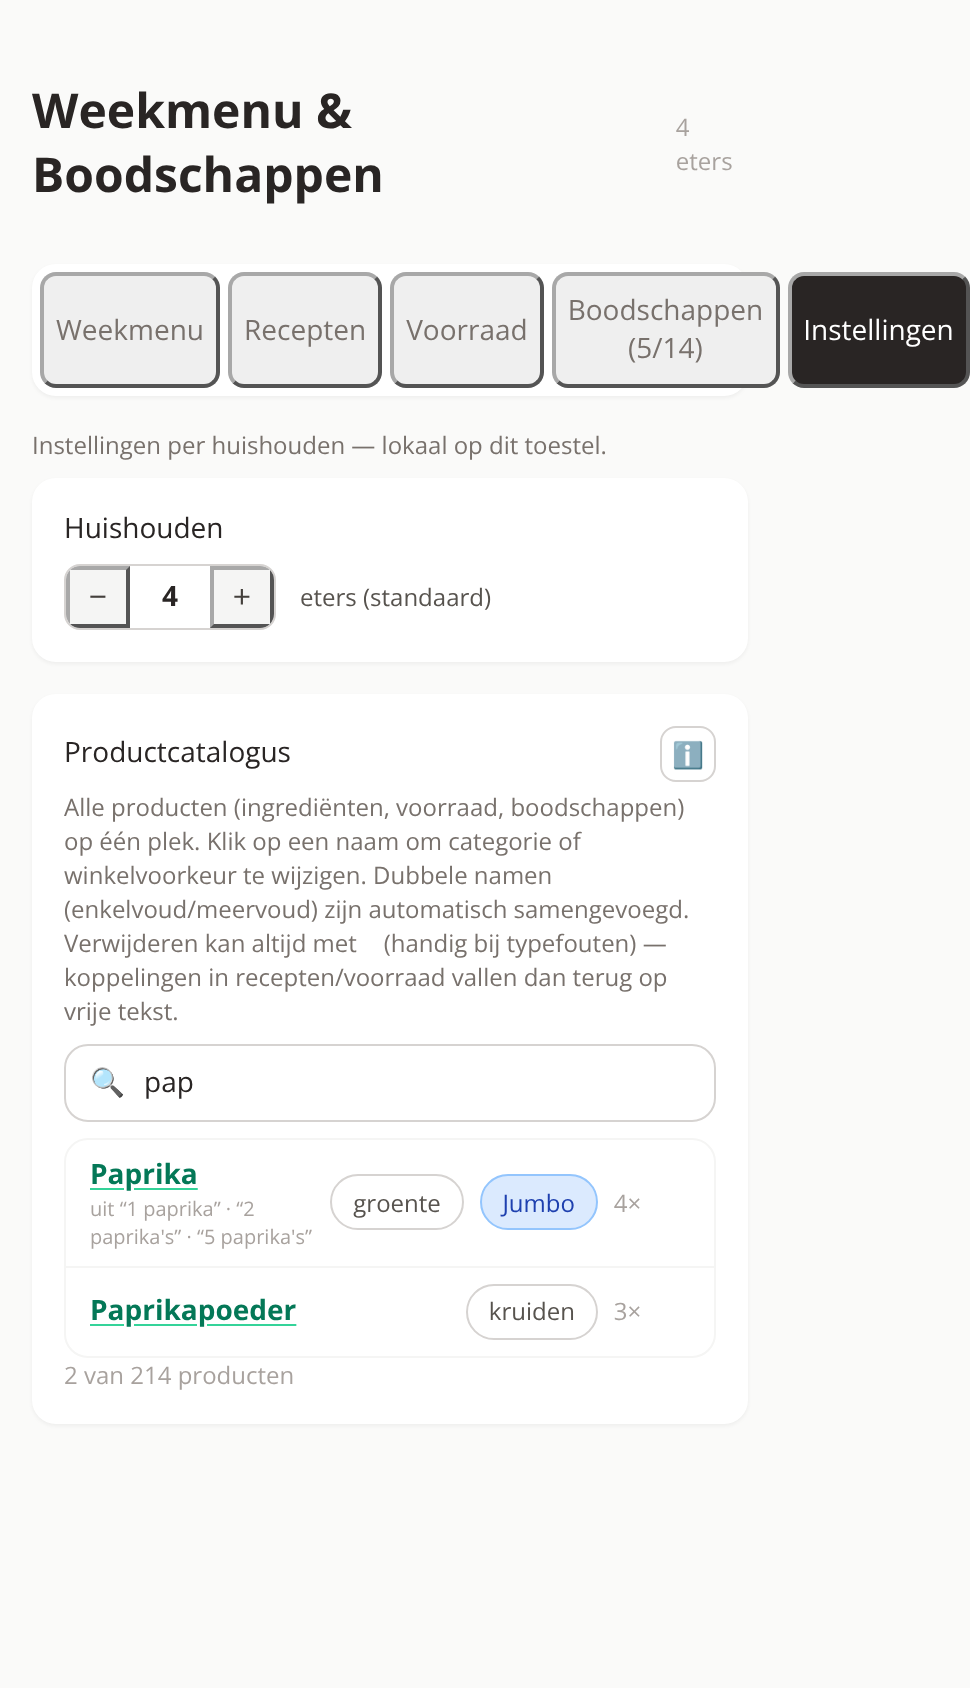 Weekmenu &
Boodschappen
4
eters
Weekmenu
Recepten
Voorraad
Boodschappen
(5/14)
Instellingen
Instellingen per huishouden — lokaal op dit toestel.
Huishouden
− 4 + eters (standaard)
Productcatalogus
Alle producten (ingrediënten, voorraad, boodschappen)
op één plek. Klik op een naam om categorie of
winkelvoorkeur te wijzigen. Dubbele namen
(enkelvoud/meervoud) zijn automatisch samengevoegd.
Verwijderen kan altijd met (handig bij typefouten) —
koppelingen in recepten/voorraad vallen dan terug op
vrije tekst.
pap
Paprika
uit “1 paprika” · “2
paprika's” · “5 paprika's”
groente
Jumbo
4×
Paprikapoeder
kruiden
3×
2 van 214 producten